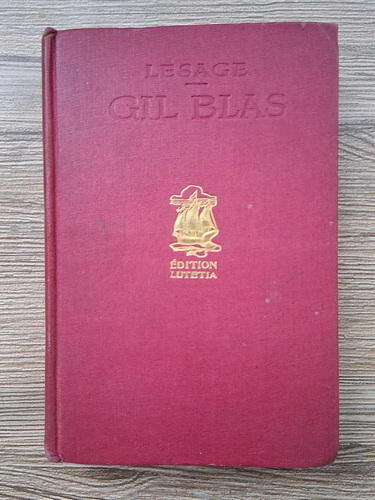 LESAGE
GIL BLAS
ÉDITION
LUTETIA